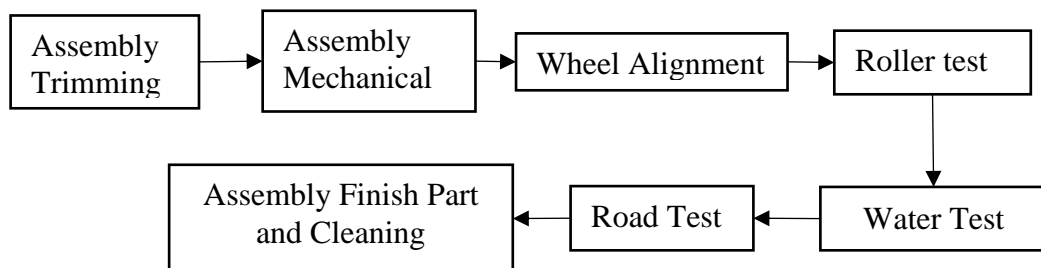 Assembly
Trimming
Assembly
Mechanical
Wheel Alignment
Roller test
Water Test
Road Test
Assembly Finish Part
and Cleaning